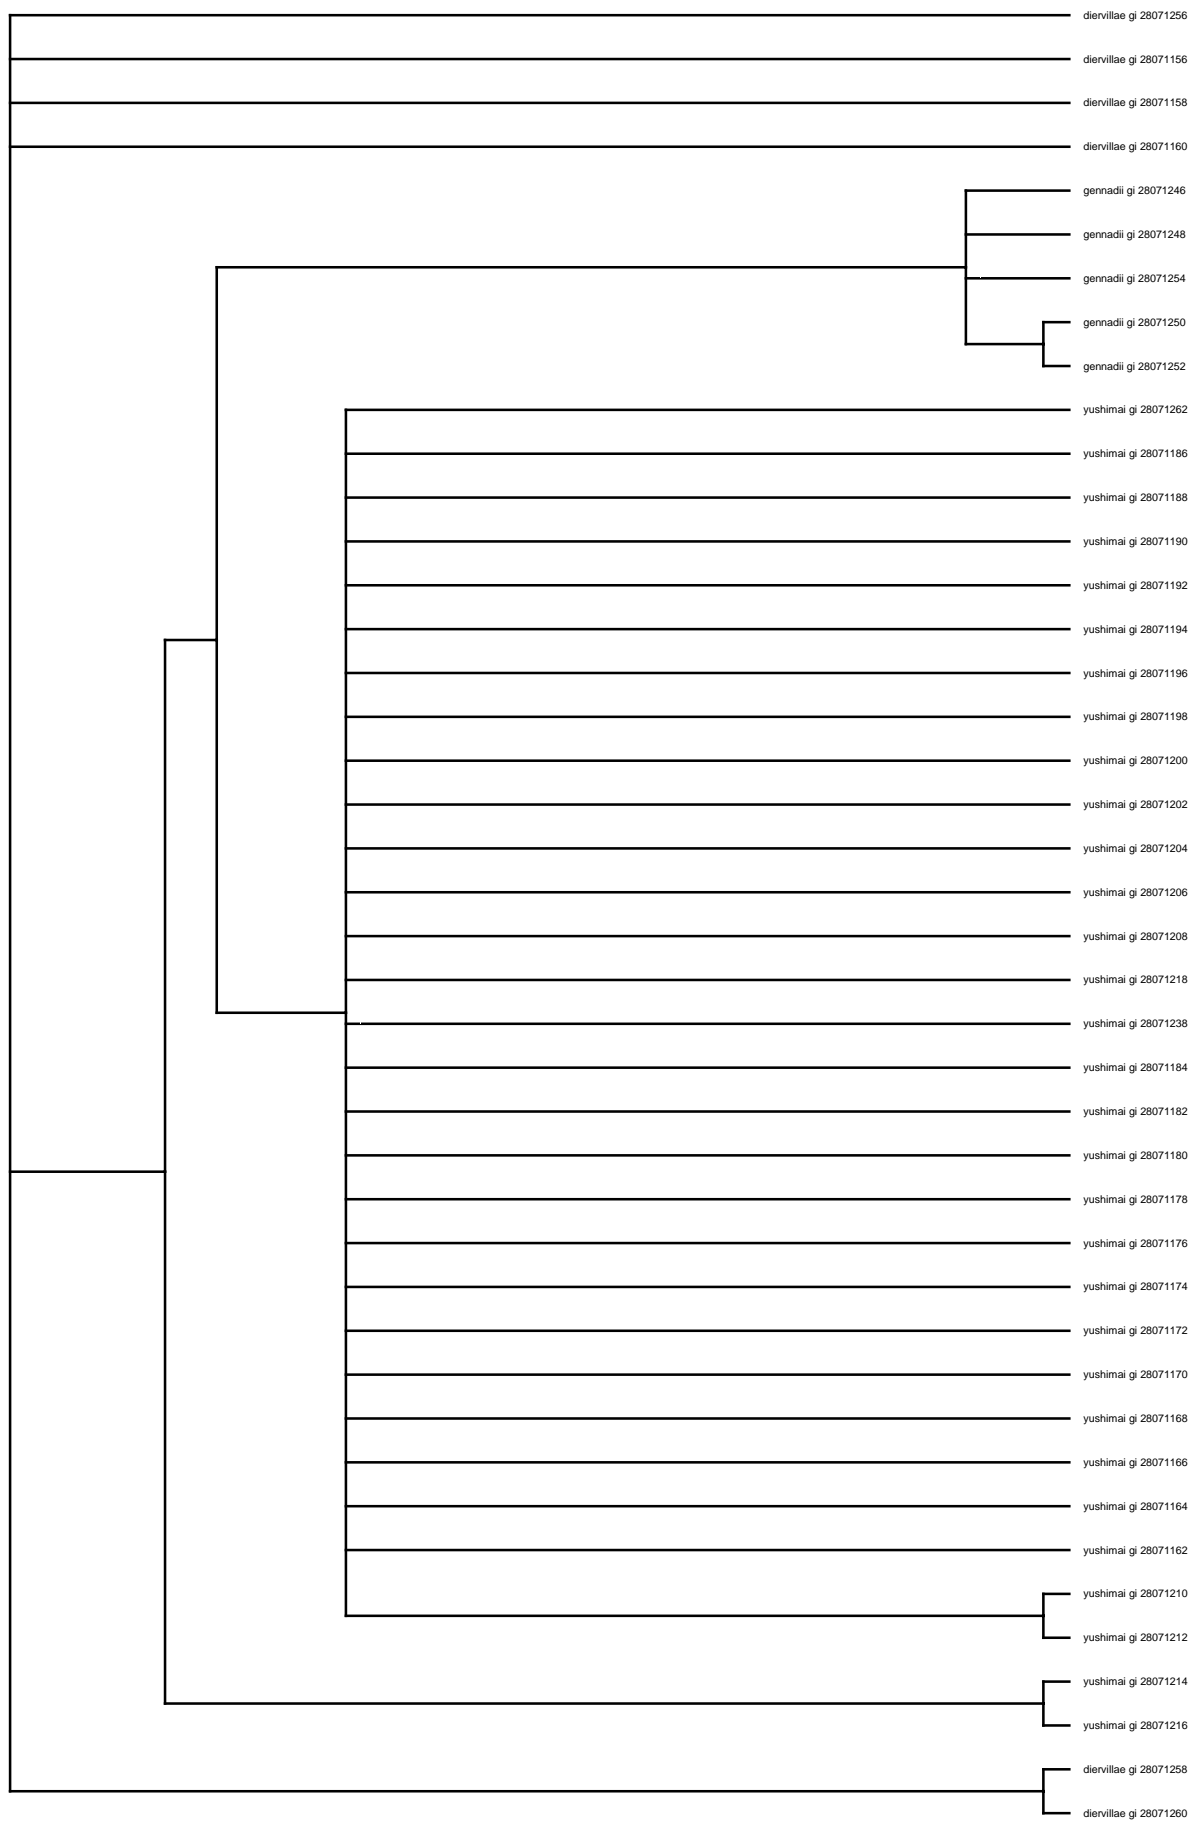 diervillae gi 28071256
diervillae gi 28071156
diervillae gi 28071158
diervillae gi 28071160
gennadii gi 28071246
gennadii gi 28071248
gennadii gi 28071254
gennadii gi 28071250
gennadii gi 28071252
yushimai gi 28071262
yushimai gi 28071186
yushimai gi 28071188
yushimai gi 28071190
yushimai gi 28071192
yushimai gi 28071194
yushimai gi 28071196
yushimai gi 28071198
yushimai gi 28071200
yushimai gi 28071202
yushimai gi 28071204
yushimai gi 28071206
yushimai gi 28071208
yushimai gi 28071218
yushimai gi 28071238
yushimai gi 28071184
yushimai gi 28071182
yushimai gi 28071180
yushimai gi 28071178
yushimai gi 28071176
yushimai gi 28071174
yushimai gi 28071172
yushimai gi 28071170
yushimai gi 28071168
yushimai gi 28071166
yushimai gi 28071164
yushimai gi 28071162
yushimai gi 28071210
yushimai gi 28071212
yushimai gi 28071214
yushimai gi 28071216
diervillae gi 28071258
diervillae gi 28071260